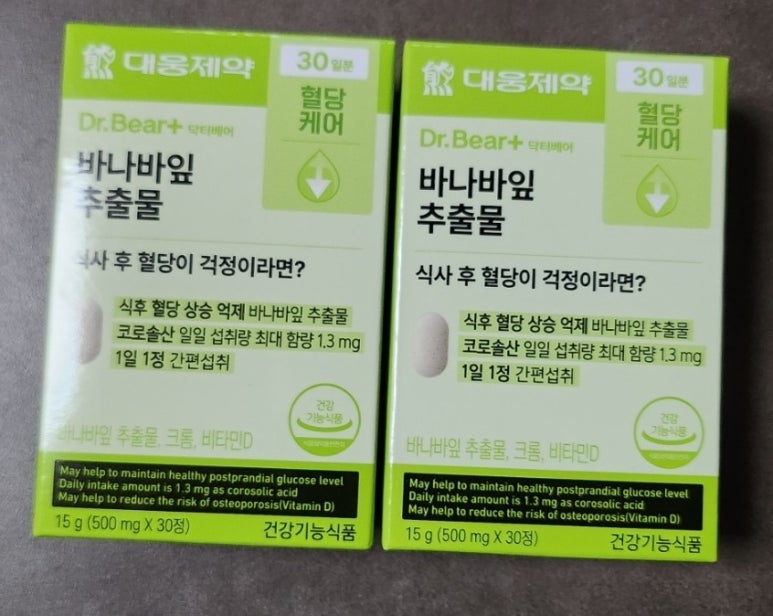 대웅제약
30일분
혈당
케어
Dr.Bear+ 닥터베어
바나바잎
추출물
식사 후 혈당이 걱정이라면?
식후 혈당 상승 억제 바나바잎 추출물
코로솔산 일일 섭취량 최대 함량 1.3 mg
1일 1정 간편섭취
건강
기능식품
바나바잎 추출물, 크롬, 비타민D
May help to maintain healthy postprandial glucose level
Daily intake amount is 1.3 mg as corosolic acid
May help to reduce the risk of osteoporosis(Vitamin D)
15 g (500 mg X 30정)
건강기능식품
대웅제약
30일분
혈당
케어
Dr.Bear+ 닥터베어
바나바잎
추출물
식사 후 혈당이 걱정이라면?
식후 혈당 상승 억제 바나바잎 추출물
코로솔산 일일 섭취량 최대 함량 1.3 mg
1일 1정 간편섭취
건강
기능식품
바나바잎 추출물, 크롬, 비타민D
May help to maintain healthy postprandial glucose level
Daily intake amount is 1.3 mg as corosolic acid
May help to reduce the risk of osteoporosis(Vitamin D)
15 g (500 mg X 30정)
건강기능식품